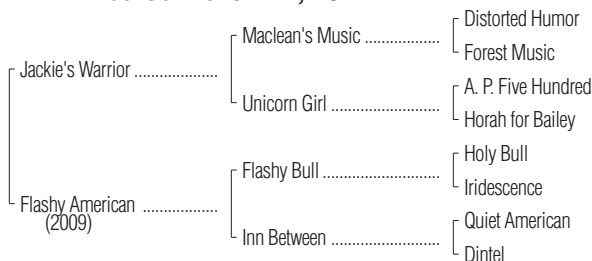 Distorted Humor
Maclean's Music ....................
Forest Music
Jackie's Warrior ......................
A. P. Five Hundred
Unicorn Girl .............................
Horah for Bailey
Holy Bull
Flashy Bull ...............................
Iridescence
Flashy American ....................
(2009)
Quiet American
Inn Between .............................
Dintel